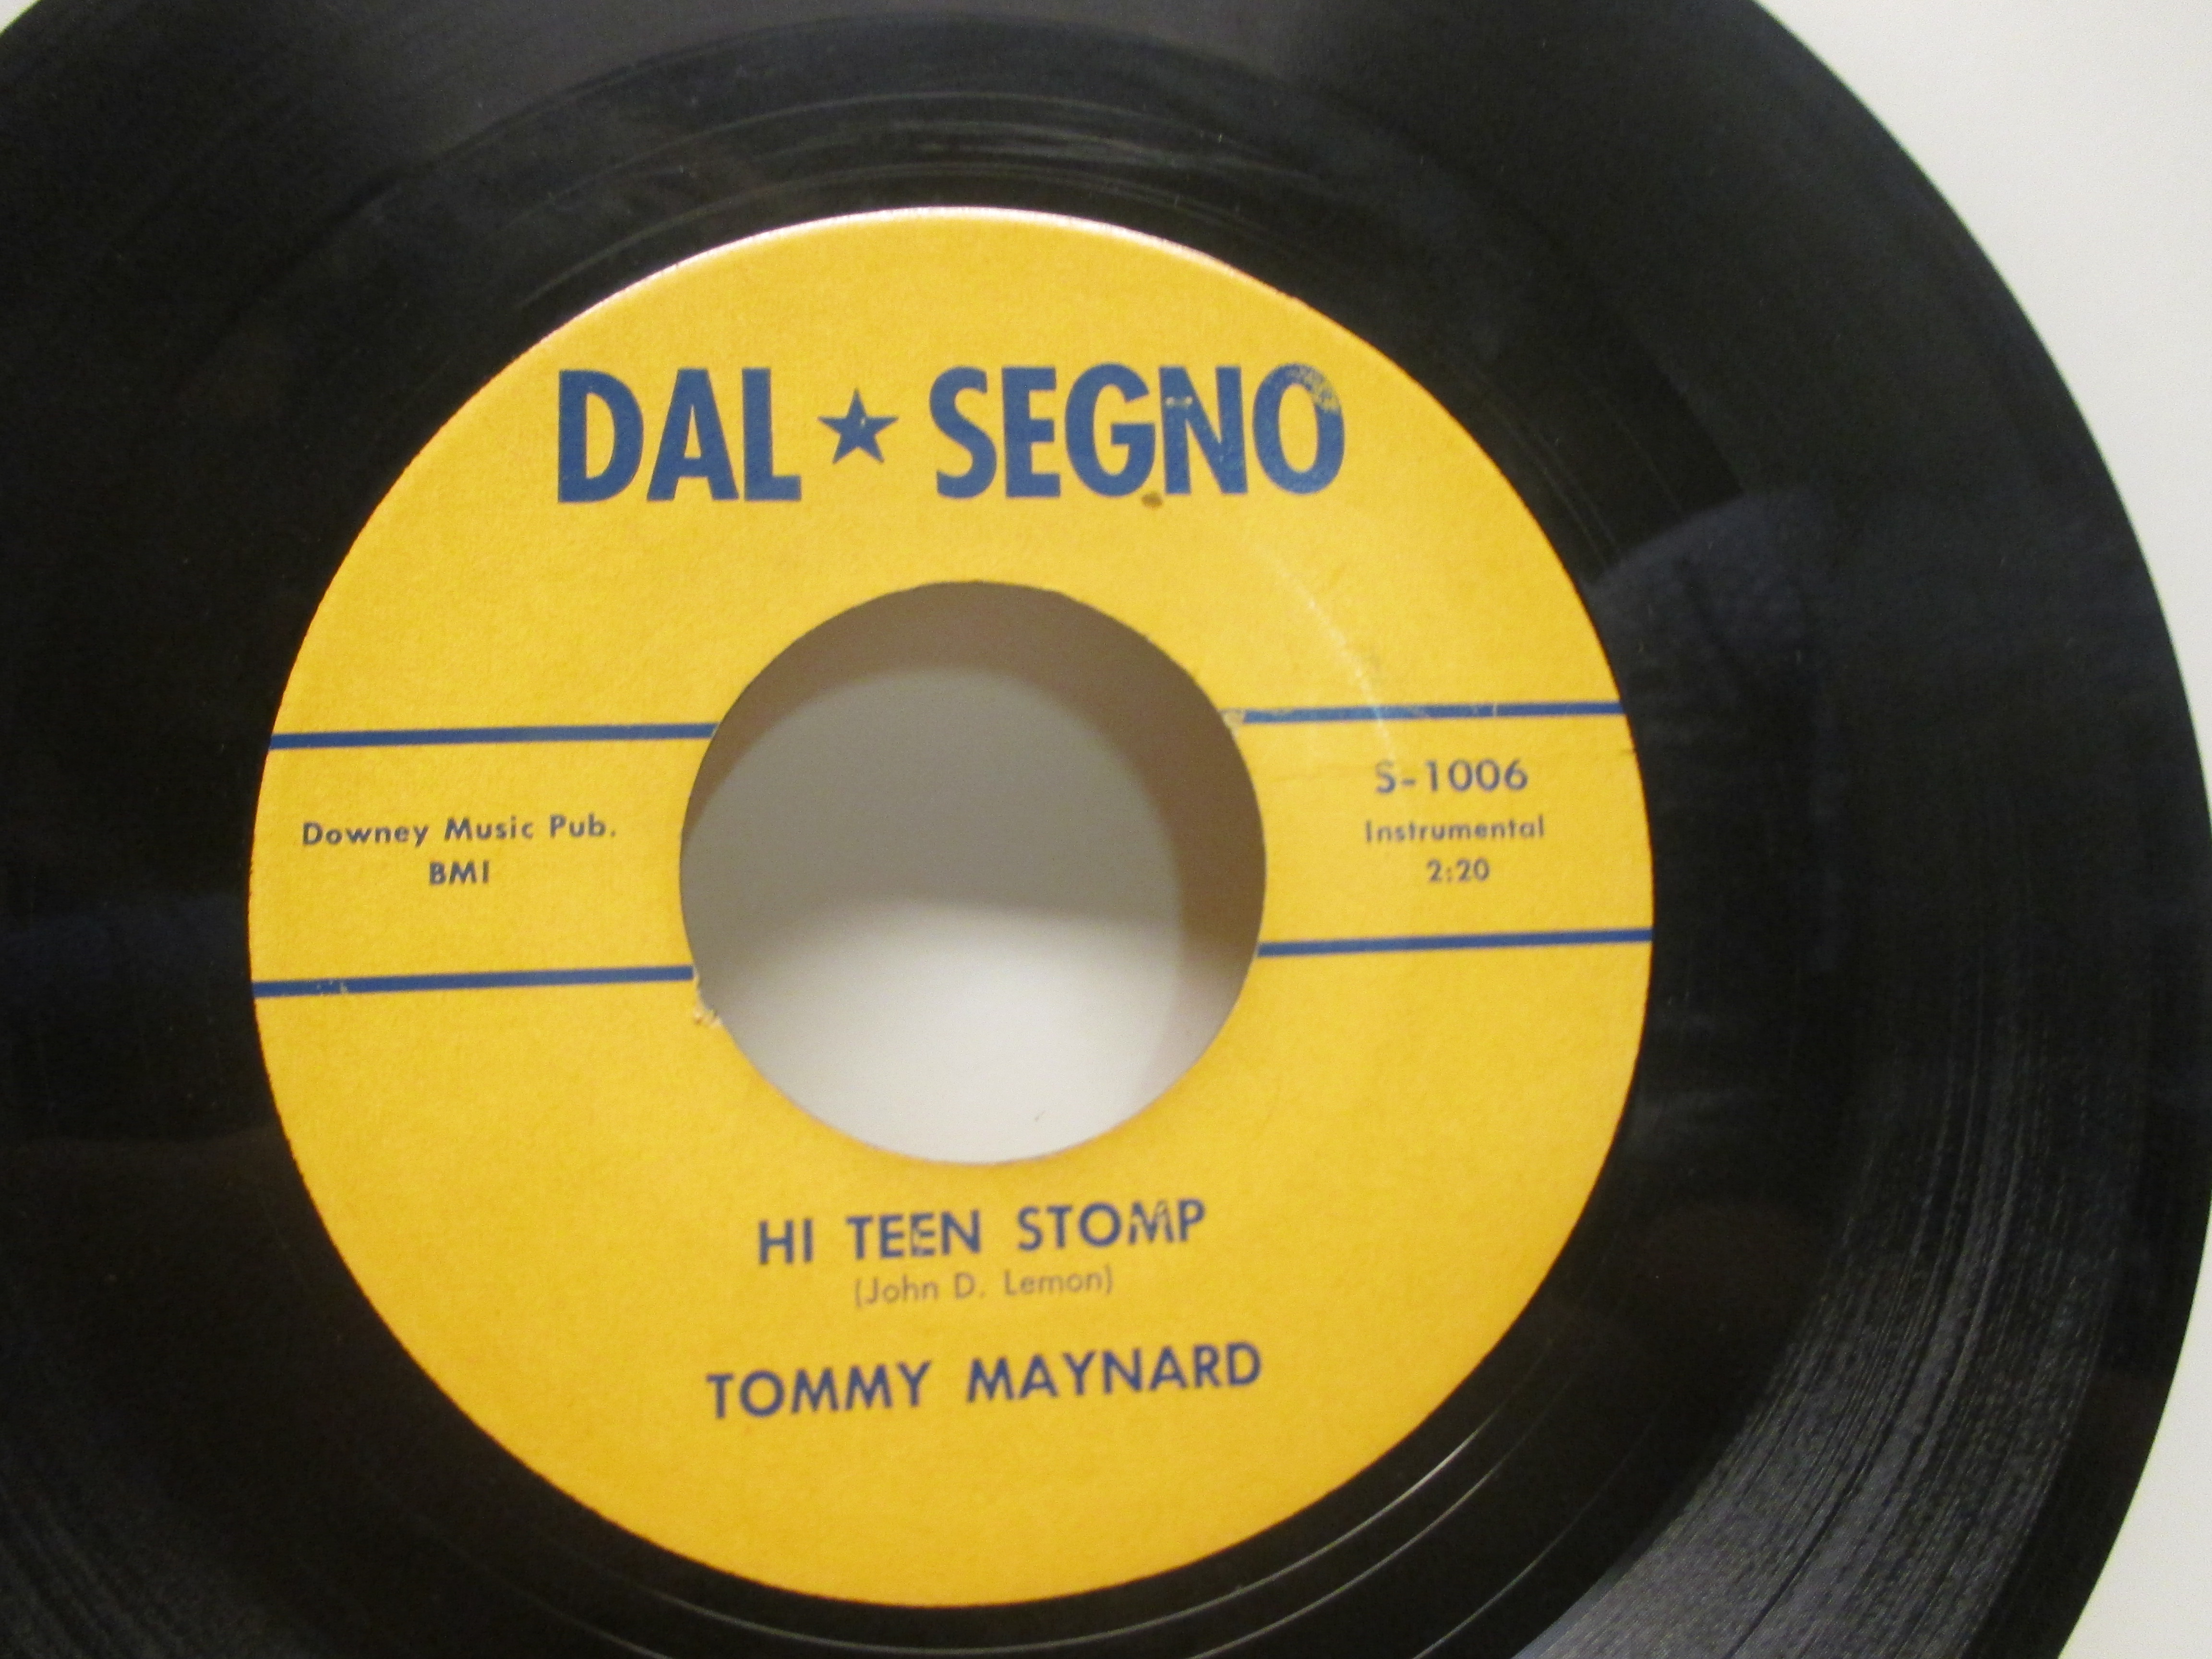 DAL ★ SEGNO
Downey Music Pub.
BMI
S-1006
Instrumental
2:20
HI TEEN STOMP
(John D. Lemon)
TOMMY MAYNARD